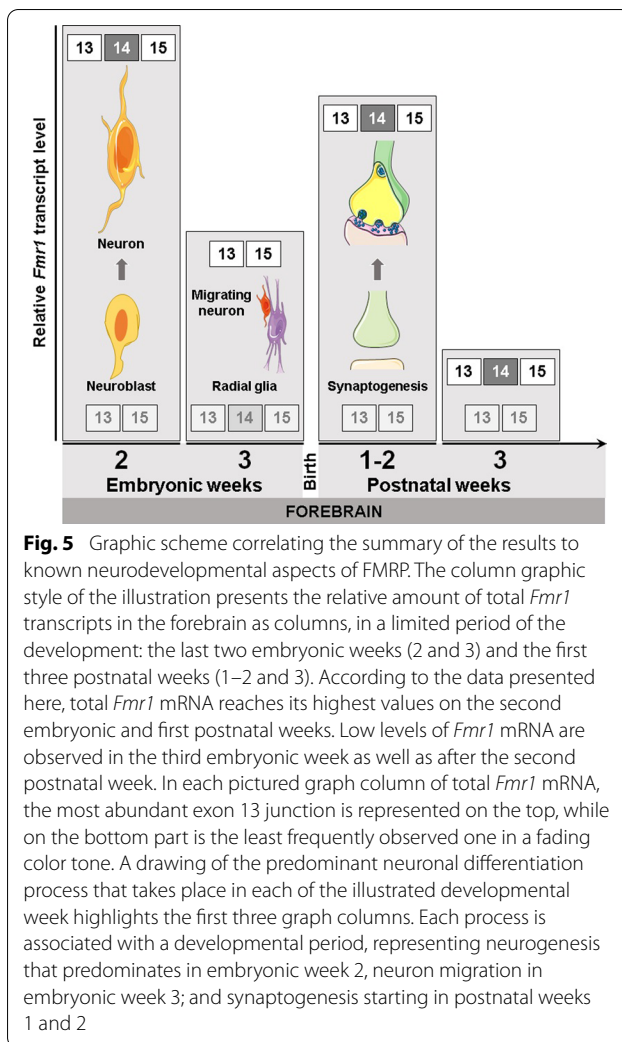 Relative Fmr1 transcript level
13 14 15
Neuron
Neuroblast
13 15
13 15
Migrating
neuron
Radial glia
13 14 15
13 14 15
Synaptogenesis
13 15
13 14 15
13 15
2 3 Birth 1-2 3
Embryonic weeks Postnatal weeks
FOREBRAIN
Fig. 5 Graphic scheme correlating the summary of the results to
known neurodevelopmental aspects of FMRP. The column graphic
style of the illustration presents the relative amount of total Fmr1
transcripts in the forebrain as columns, in a limited period of the
development: the last two embryonic weeks (2 and 3) and the first
three postnatal weeks (1–2 and 3). According to the data presented
here, total Fmr1 mRNA reaches its highest values on the second
embryonic and first postnatal weeks. Low levels of Fmr1 mRNA are
observed in the third embryonic week as well as after the second
postnatal week. In each pictured graph column of total Fmr1 mRNA,
the most abundant exon 13 junction is represented on the top, while
on the bottom part is the least frequently observed one in a fading
color tone. A drawing of the predominant neuronal differentiation
process that takes place in each of the illustrated developmental
week highlights the first three graph columns. Each process is
associated with a developmental period, representing neurogenesis
that predominates in embryonic week 2, neuron migration in
embryonic week 3; and synaptogenesis starting in postnatal weeks
1 and 2